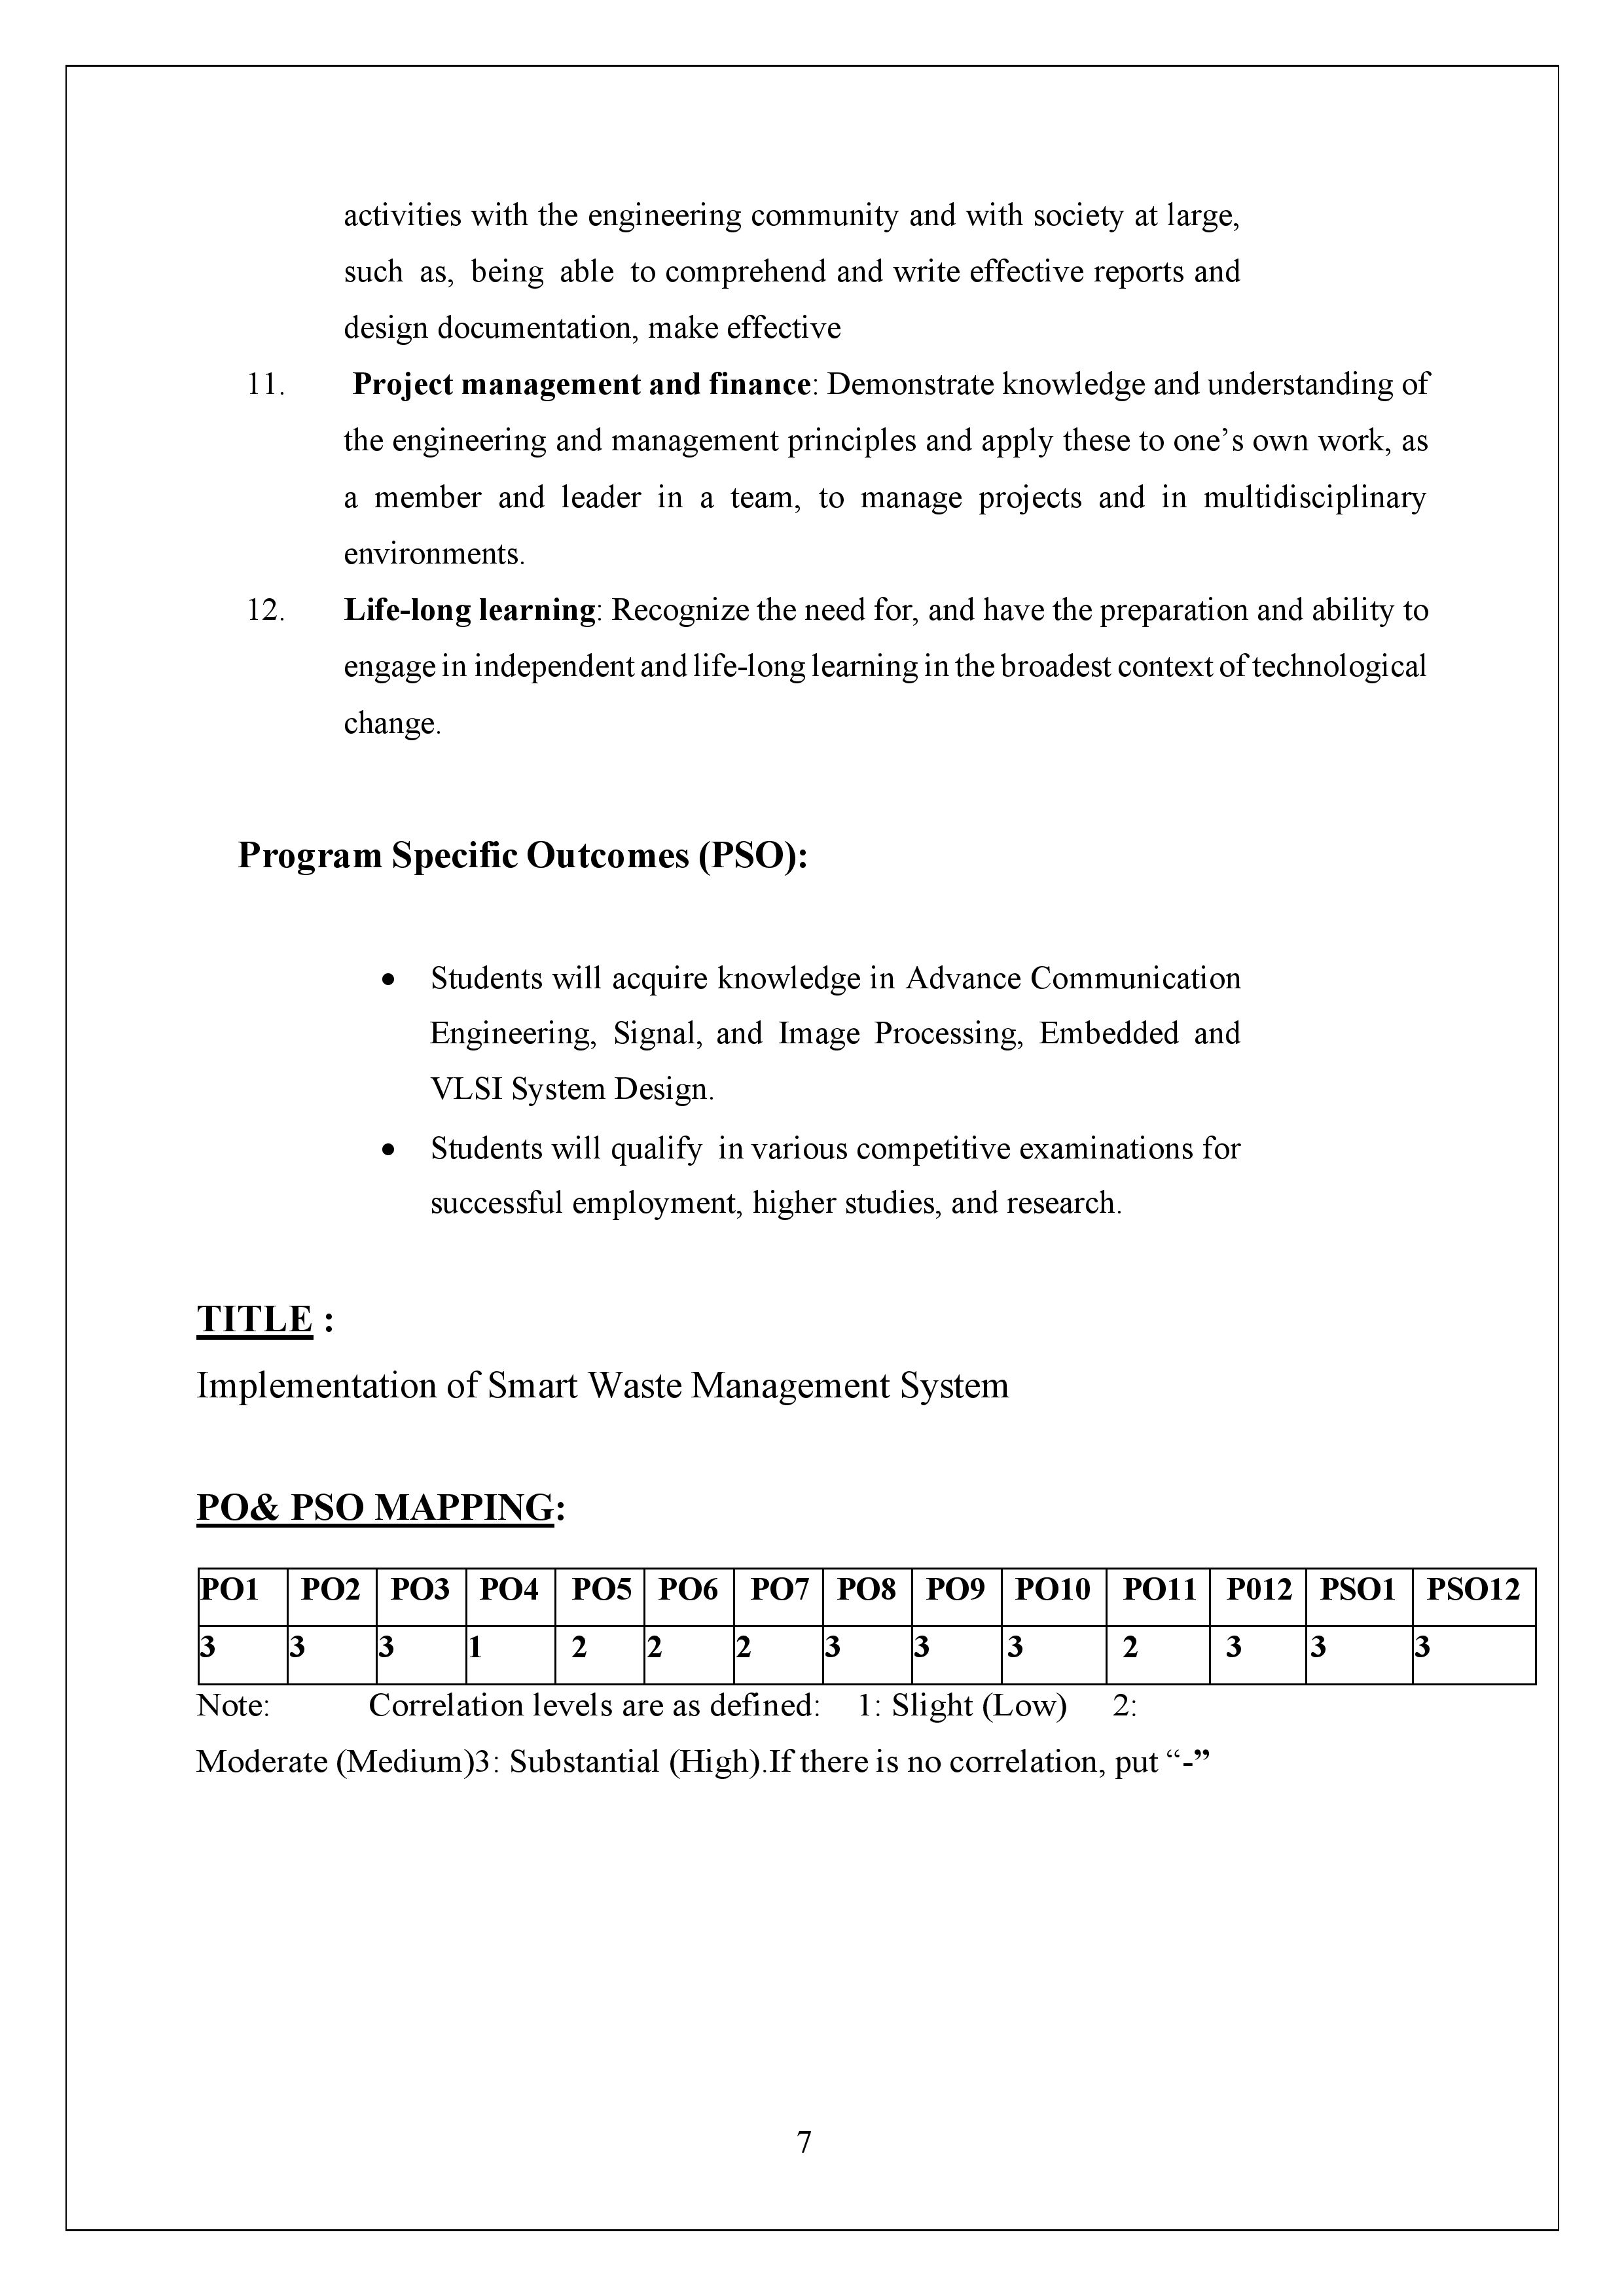 activities with the engineering community and with society at large,
such as, being able to comprehend and write effective reports and
design documentation, make effective
11. Project management and finance: Demonstrate knowledge and understanding of
the engineering and management principles and apply these to one’s own work, as
a member and leader in a team, to manage projects and in multidisciplinary
environments.
12. Life-long learning: Recognize the need for, and have the preparation and ability to
engage in independent and life-long learning in the broadest context of technological
change.
Program Specific Outcomes (PSO):
• Students will acquire knowledge in Advance Communication
Engineering, Signal, and Image Processing, Embedded and
VLSI System Design.
• Students will qualify in various competitive examinations for
successful employment, higher studies, and research.
TITLE :
Implementation of Smart Waste Management System
PO& PSO MAPPING:
PO1 PO2 PO3 PO4 PO5 PO6 PO7 PO8 PO9 PO10 PO11 P012 PSO1 PSO12
3 3 3 1 2 2 2 3 3 3 2 3 3 3
Note: Correlation levels are as defined: 1: Slight (Low) 2:
Moderate (Medium)3: Substantial (High).If there is no correlation, put “-”
7